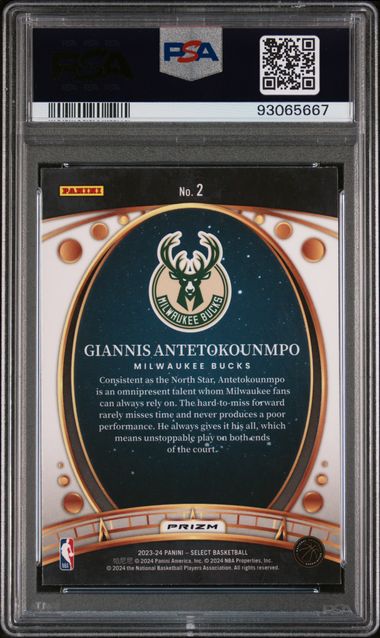 PSA
93065667
PANINI
No. 2
MILWAUKEE BUCKS
GIANNIS ANTETOKOUNMPO
MILWAUKEE BUCKS
Consistent as the North Star, Antetokounmpo
is an omnipresent talent whom Milwaukee fans
can always rely on. The hard-to-miss forward
rarely misses time and never produces a poor
performance. He always gives it his all, which
means unstoppable play on both ends
of the court.
PRIZM
2023-24 PANINI – SELECT BASKETBALL
© 2024 Panini America, Inc. © 2024 NBA Properties, Inc.
© 2024 the National Basketball Players Association. All rights reserved.
NBA